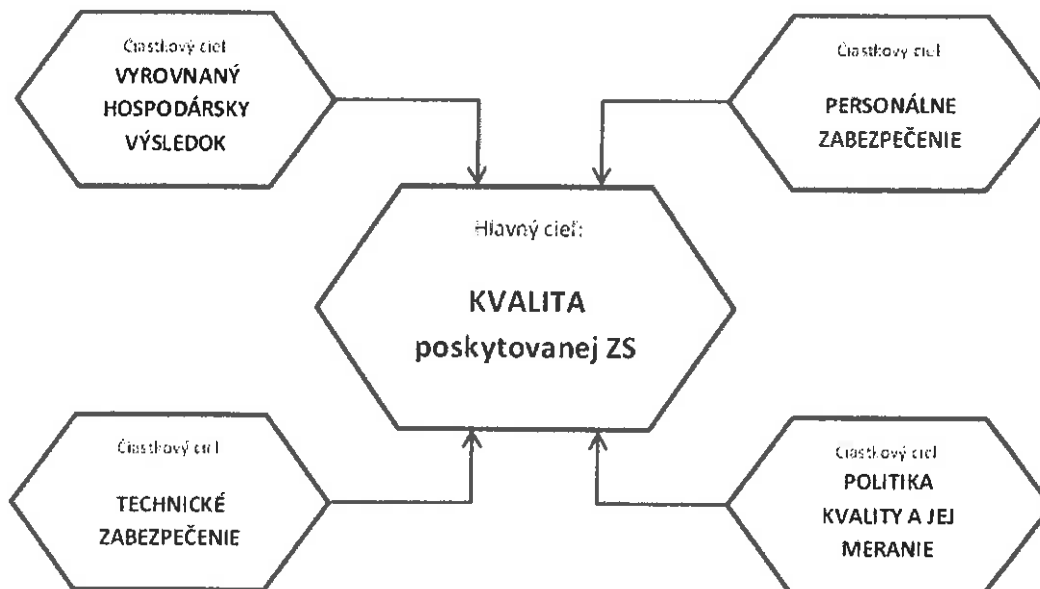 Čiastkový cieľ
VYROVNANÝ
HOSPODÁRSKY
VÝSLEDOK
Čiastkový cieľ
PERSONÁLNE
ZABEZPEČENIE
Hlavný cieľ:
KVALITA
poskytovanej ZS
Čiastkový cieľ
TECHNICKÉ
ZABEZPEČENIE
Čiastkový cieľ
POLITIKA
KVALITY A JEJ
MERANIE